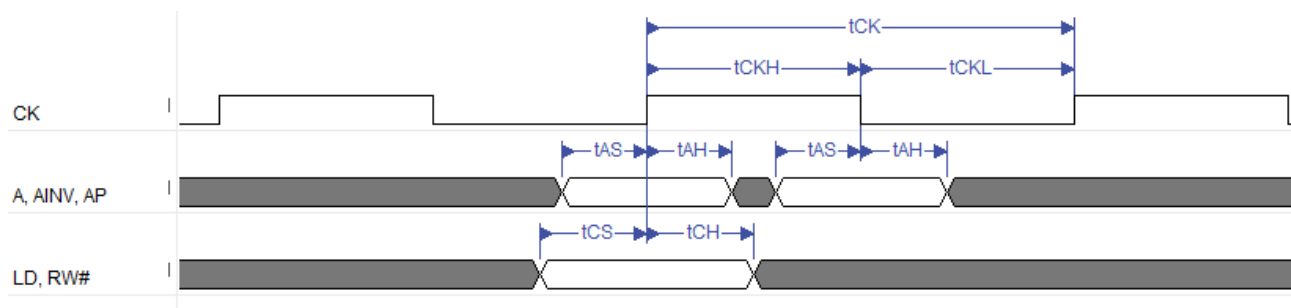 tCK
tCKH tCKL
CK
tAS tAH tAS tAH
A, AINV, AP
tCS tCH
LD, RW#